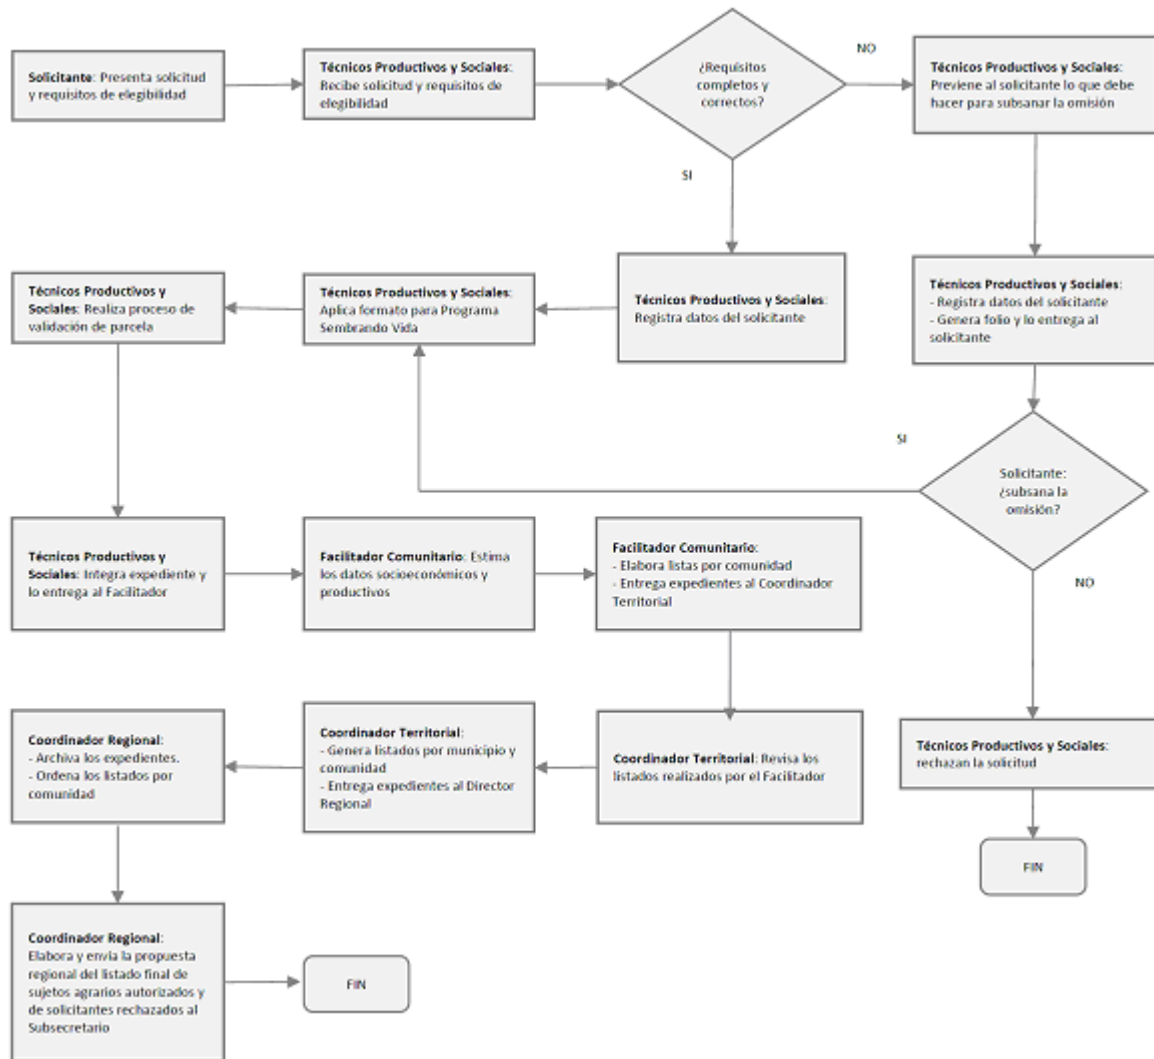 Solicitante: Presenta solicitud
y requisitos de elegibilidad
Técnicos Productivos y Sociales:
Recibe solicitud y requisitos de
elegibilidad
¿Requisitos
completos y
correctos?
NO
Técnicos Productivos y Sociales:
Previene al solicitante lo que debe
hacer para subsanar la omisión
SI
Técnicos Productivos y
Sociales: Realiza proceso de
validación de parcela
Técnicos Productivos y Sociales:
Aplica formato para Programa
Sembrando Vida
Técnicos Productivos y Sociales:
Registra datos del solicitante
Técnicos Productivos y Sociales:
- Registra datos del solicitante
- Genera folio y lo entrega al
solicitante
SI
Solicitante:
¿subsana la
omisión?
NO
Técnicos Productivos y
Sociales: Integra expediente y
lo entrega al Facilitador
Facilitador Comunitario: Estima
los datos socioeconómicos y
productivos
Facilitador Comunitario:
- Elabora listas por comunidad
- Entrega expedientes al Coordinador
Territorial
Coordinador Regional:
- Archiva los expedientes.
- Ordena los listados por
comunidad
Coordinador Territorial:
- Genera listados por municipio y
comunidad
- Entrega expedientes al Director
Regional
Coordinador Territorial: Revisa los
listados realizados por el Facilitador
Técnicos Productivos y Sociales:
rechazan la solicitud
FIN
Coordinador Regional:
Elabora y envia la propuesta
regional del listado final de
sujetos agrarios autorizados y
de solicitantes rechazados al
Subsecretario
FIN